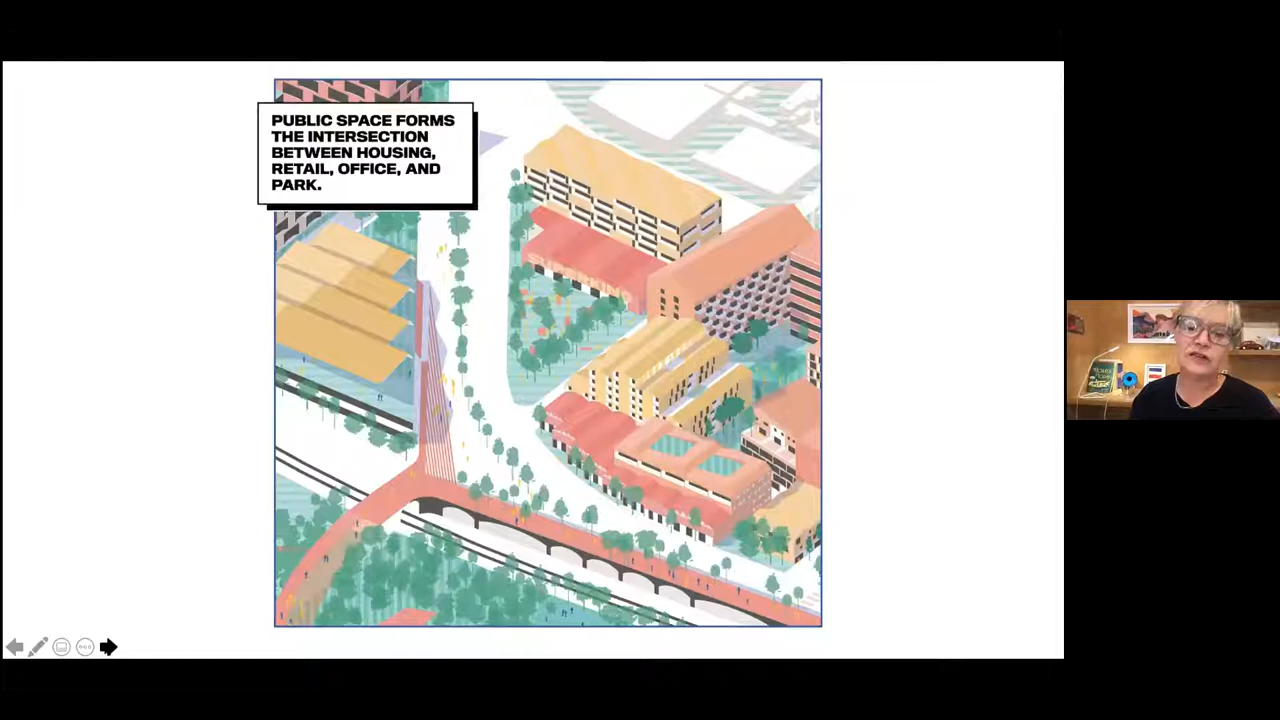 PUBLIC SPACE FORMS
THE INTERSECTION
BETWEEN HOUSING,
RETAIL, OFFICE, AND
PARK.